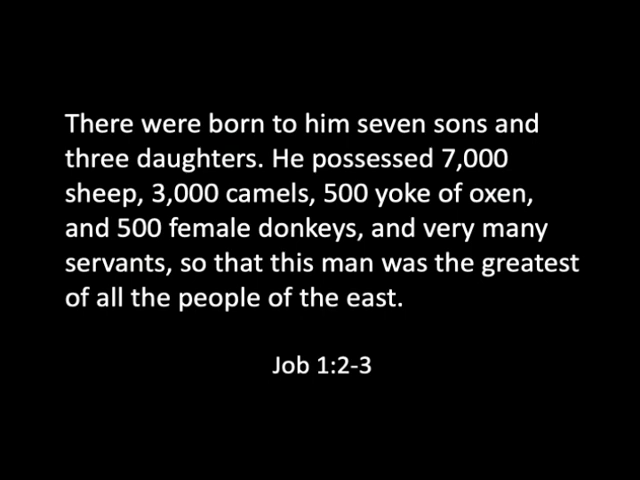 There were born to him seven sons and
three daughters. He possessed 7,000
sheep, 3,000 camels, 500 yoke of oxen,
and 500 female donkeys, and very many
servants, so that this man was the greatest
of all the people of the east.
Job 1:2-3